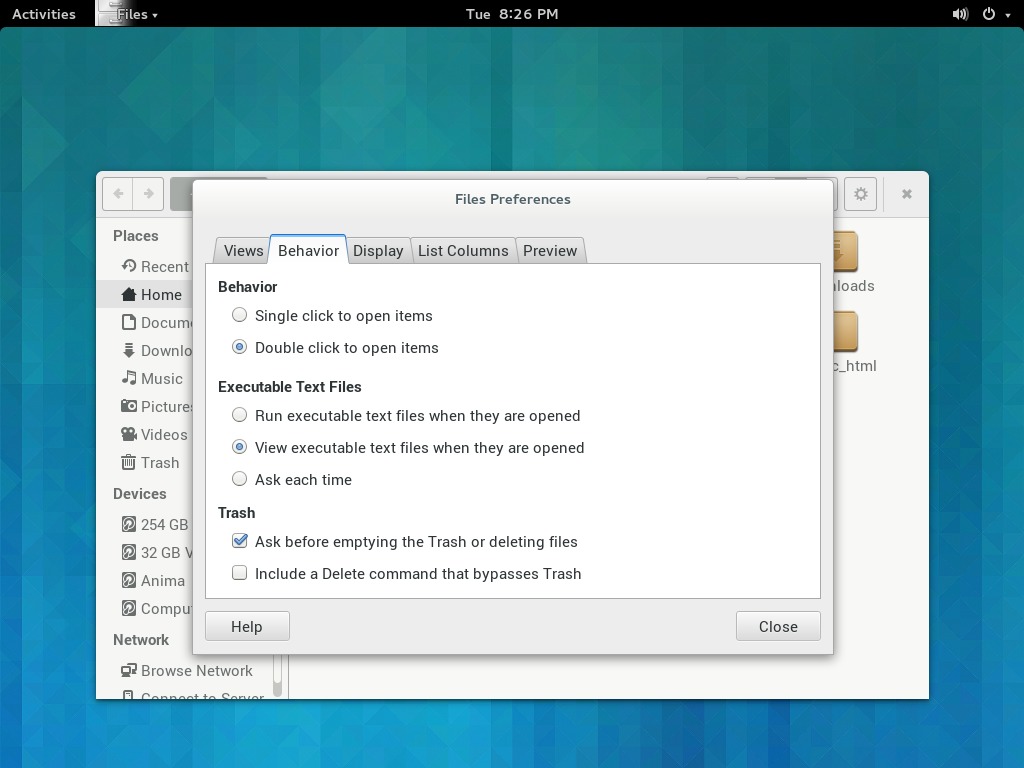 Activities Files Tue 8:26 PM
Files Preferences
Views Behavior Display List Columns Preview
Behavior
Single click to open items
Double click to open items
Executable Text Files
Run executable text files when they are opened
View executable text files when they are opened
Ask each time
Trash
Ask before emptying the Trash or deleting files
Include a Delete command that bypasses Trash
Help Close
Places
Recent
Home
Docume
Downlo
Music
Pictures
Videos
Trash
Devices
254 GB
32 GB V
Anima
Compu
Network
Browse Network
Connect to Server
nloads
c_html